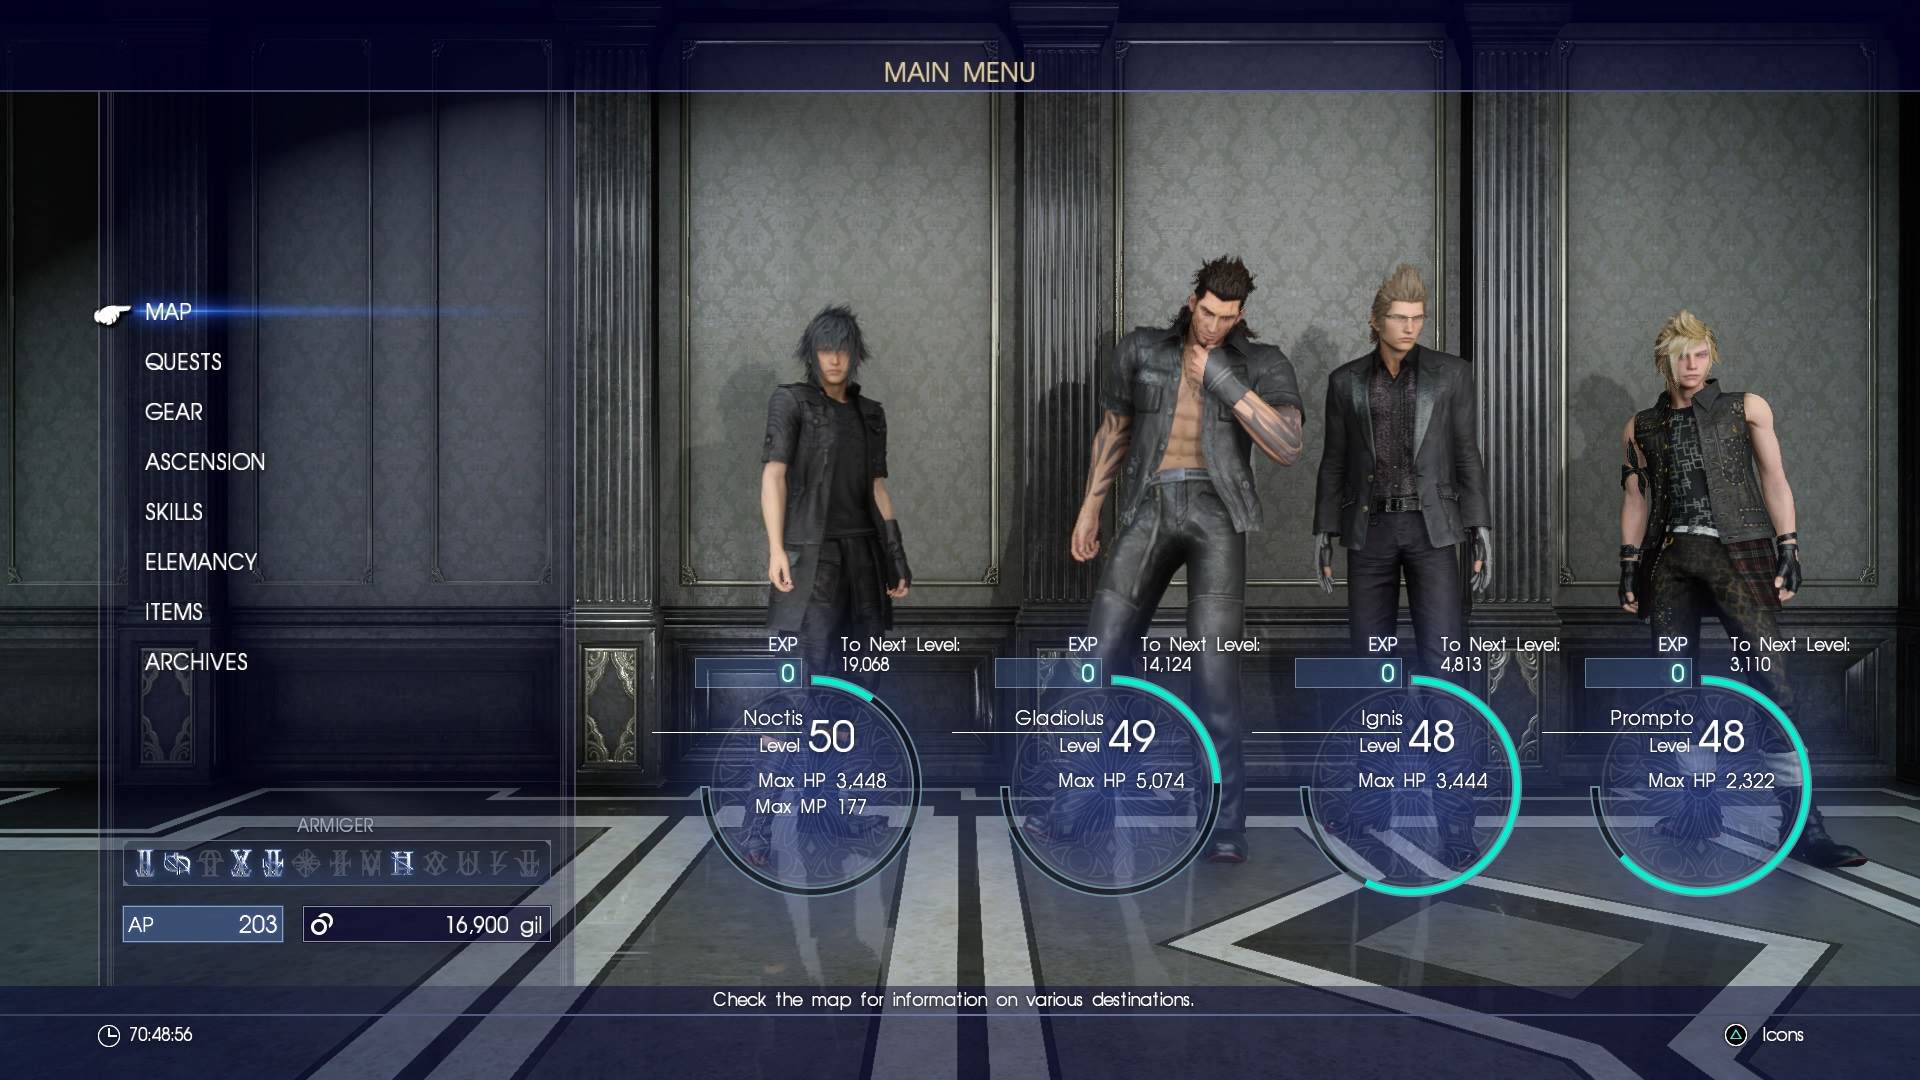 MAIN MENU
MAP
QUESTS
GEAR
ASCENSION
SKILLS
ELEMANCY
ITEMS
ARCHIVES
EXP
To Next Level:
0
19,068
Noctis
Level 50
Max HP 3,448
Max MP 177
EXP
To Next Level:
0
14,124
Gladiolus
Level 49
Max HP 5,074
EXP
To Next Level:
0
4,813
Ignis
Level 48
Max HP 3,444
EXP
To Next Level:
0
3,110
Prompto
Level 48
Max HP 2,322
ARMIGER
AP 203
16,900 gil
Check the map for information on various destinations.
70:48:56
Icons